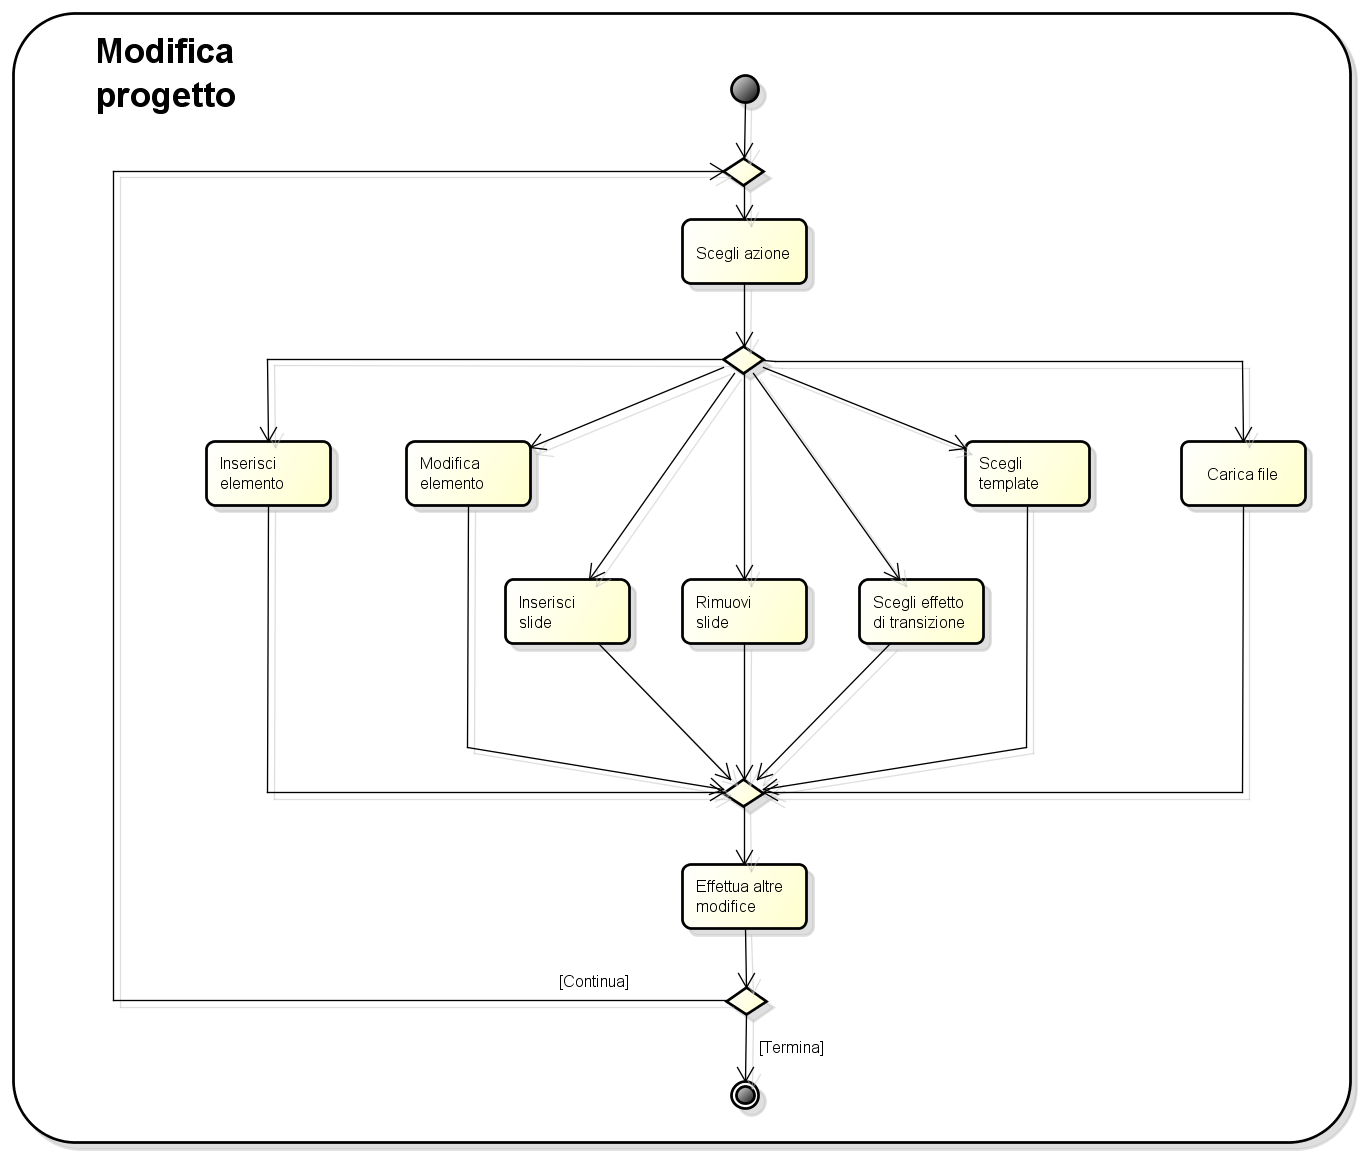 Modifica
progetto
Scegli azione
Inserisci
elemento
Modifica
elemento
Scegli
template
Carica file
Inserisci
slide
Rimuovi
slide
Scegli effetto
di transizione
Effettua altre
modifice
[Continua]
[Termina]